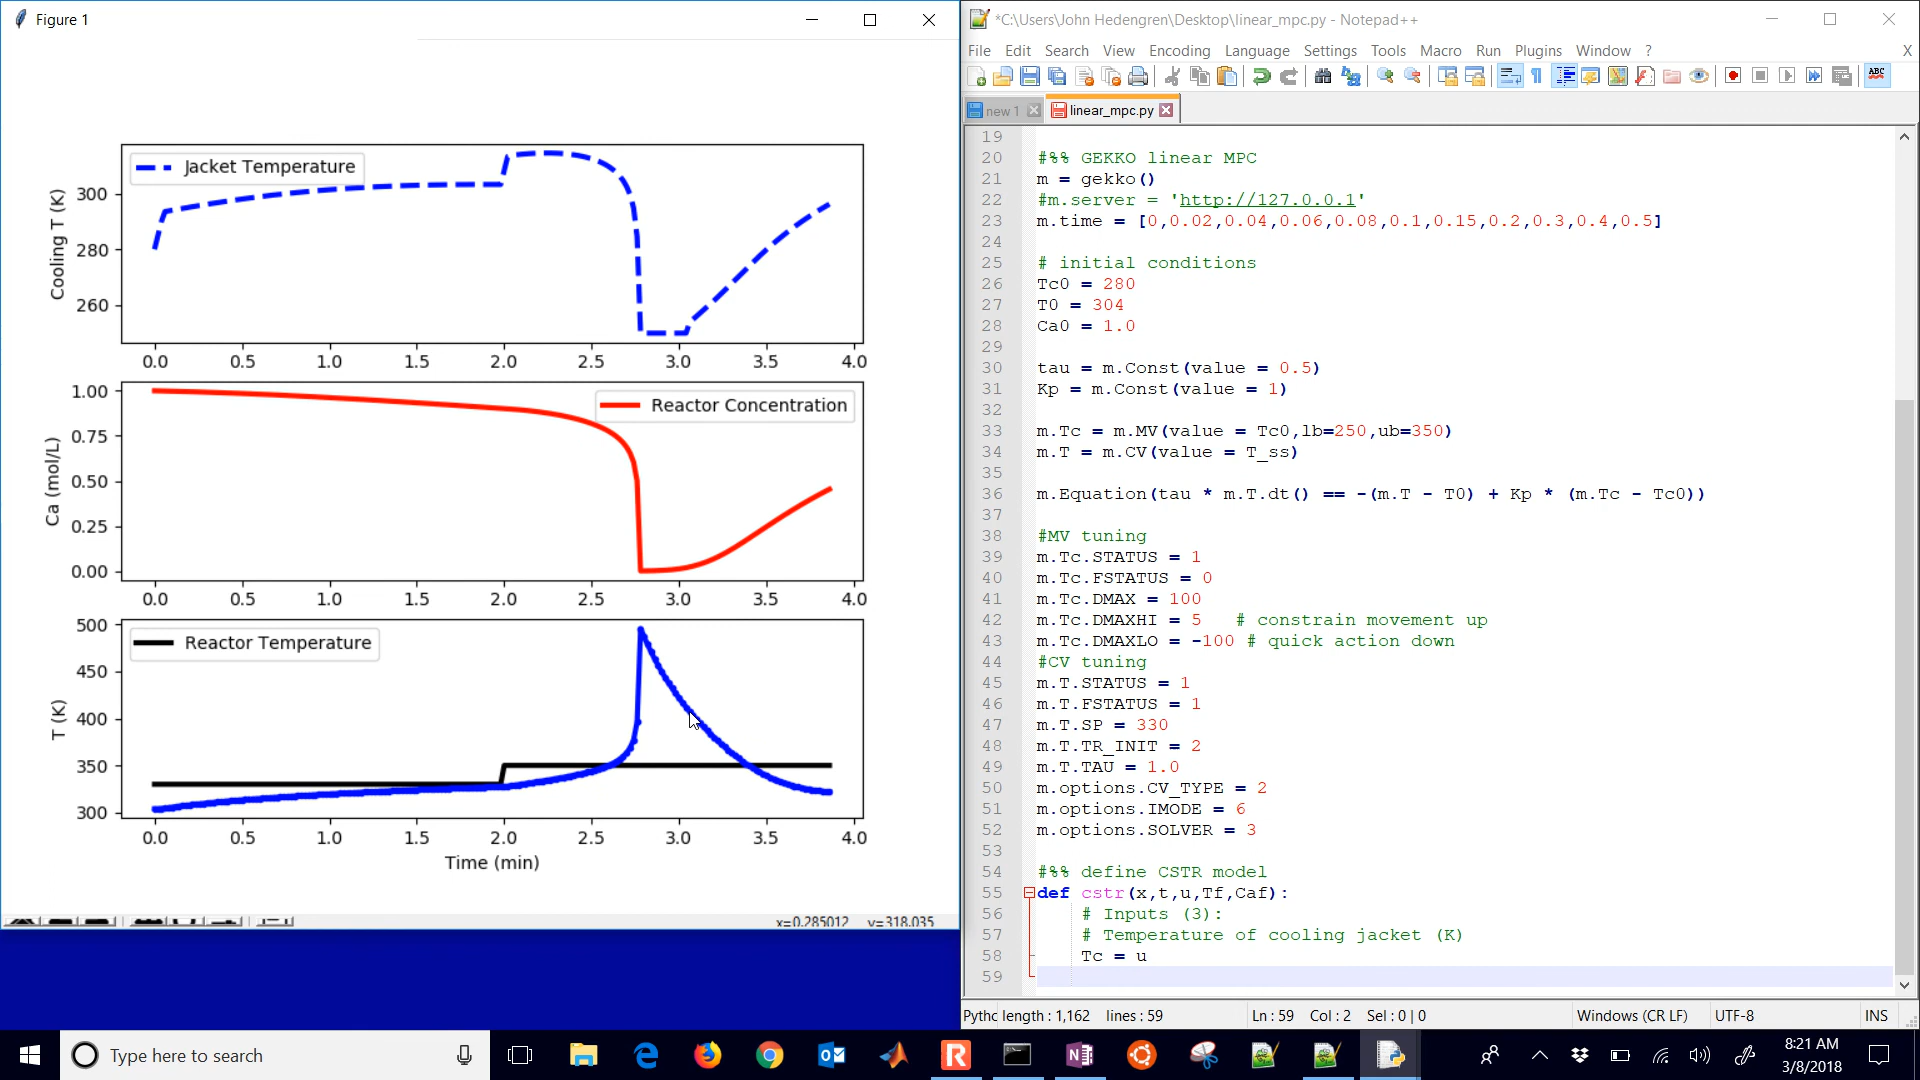 Figure 1
Jacket Temperature
Cooling T (K)
300
280
260
0.0 0.5 1.0 1.5 2.0 2.5 3.0 3.5 4.0
Reactor Concentration
Ca (mol/L)
1.00
0.75
0.50
0.25
0.00
0.0 0.5 1.0 1.5 2.0 2.5 3.0 3.5 4.0
Reactor Temperature
T (K)
500
450
400
350
300
0.0 0.5 1.0 1.5 2.0 2.5 3.0 3.5 4.0
Time (min)
x=0.285012 y=318.035
*C:\Users\John Hedengren\Desktop\linear_mpc.py - Notepad++
File Edit Search View Encoding Language Settings Tools Macro Run Plugins Window ? X
ABC
new 1 linear_mpc.py
19
20 #%% GEKKO linear MPC
21 m = gekko()
22 #m.server = 'http://127.0.0.1'
23 m.time = [0,0.02,0.04,0.06,0.08,0.1,0.15,0.2,0.3,0.4,0.5]
24
25 # initial conditions
26 Tc0 = 280
27 T0 = 304
28 Ca0 = 1.0
29
30 tau = m.Const(value = 0.5)
31 Kp = m.Const(value = 1)
32
33 m.Tc = m.MV(value = Tc0,lb=250,ub=350)
34 m.T = m.CV(value = T_ss)
35
36 m.Equation(tau * m.T.dt() == -(m.T - T0) + Kp * (m.Tc - Tc0))
37
38 #MV tuning
39 m.Tc.STATUS = 1
40 m.Tc.FSTATUS = 0
41 m.Tc.DMAX = 100
42 m.Tc.DMAXHI = 5 # constrain movement up
43 m.Tc.DMAXLO = -100 # quick action down
44 #CV tuning
45 m.T.STATUS = 1
46 m.T.FSTATUS = 1
47 m.T.SP = 330
48 m.T.TR_INIT = 2
49 m.T.TAU = 1.0
50 m.options.CV_TYPE = 2
51 m.options.IMODE = 6
52 m.options.SOLVER = 3
53
54 #%% define CSTR model
55 def cstr(x,t,u,Tf,Caf):
56 # Inputs (3):
57 # Temperature of cooling jacket (K)
58 Tc = u
59
Pythc length : 1,162 lines : 59 Ln : 59 Col : 2 Sel : 0 | 0 Windows (CR LF) UTF-8 INS
Type here to search
8:21 AM
3/8/2018